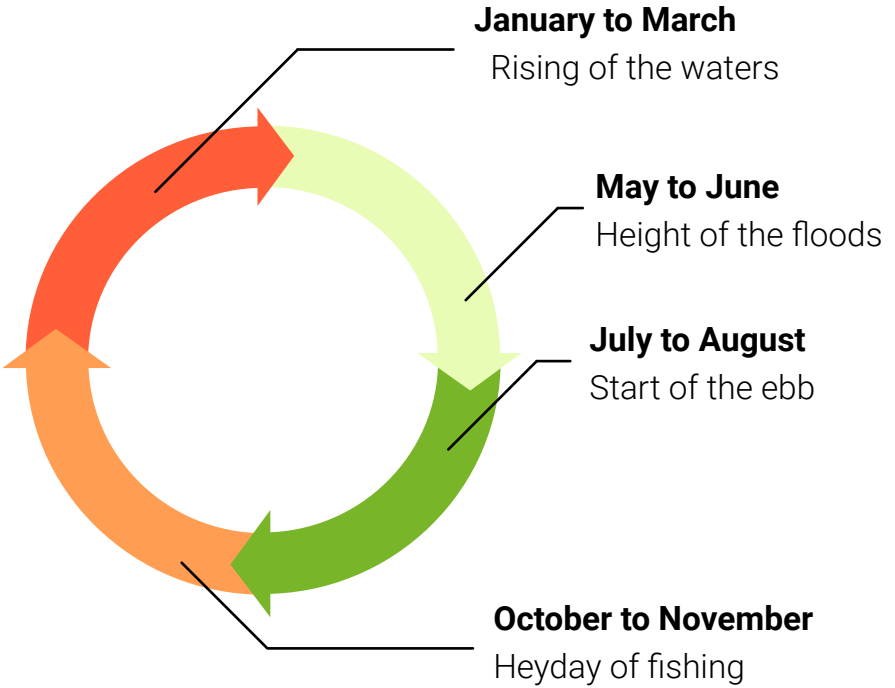 January to March
Rising of the waters
May to June
Height of the floods
July to August
Start of the ebb
October to November
Heyday of fishing